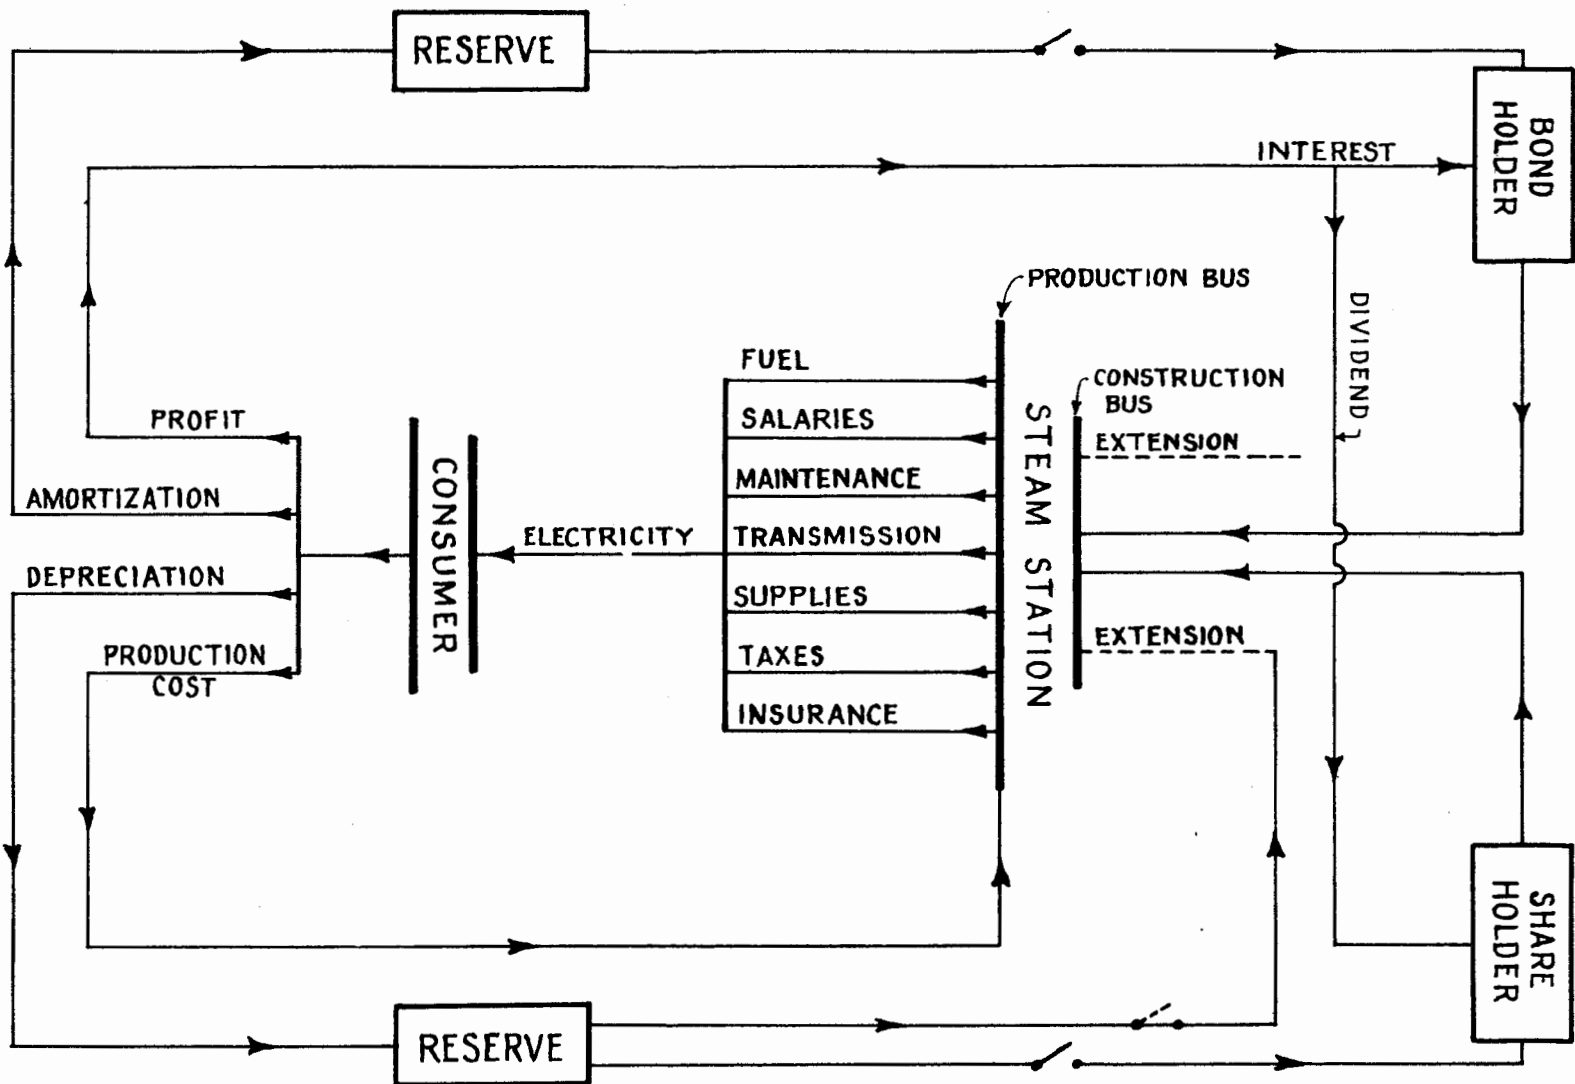 RESERVE
BOND
HOLDER
INTEREST
PRODUCTION BUS
DIVIDEND
FUEL
CONSTRUCTION
BUS
SALARIES
PROFIT
EXTENSION
MAINTENANCE
AMORTIZATION
CONSUMER
STEAM STATION
ELECTRICITY
TRANSMISSION
DEPRECIATION
SUPPLIES
EXTENSION
PRODUCTION
COST
TAXES
INSURANCE
SHARE
HOLDER
RESERVE